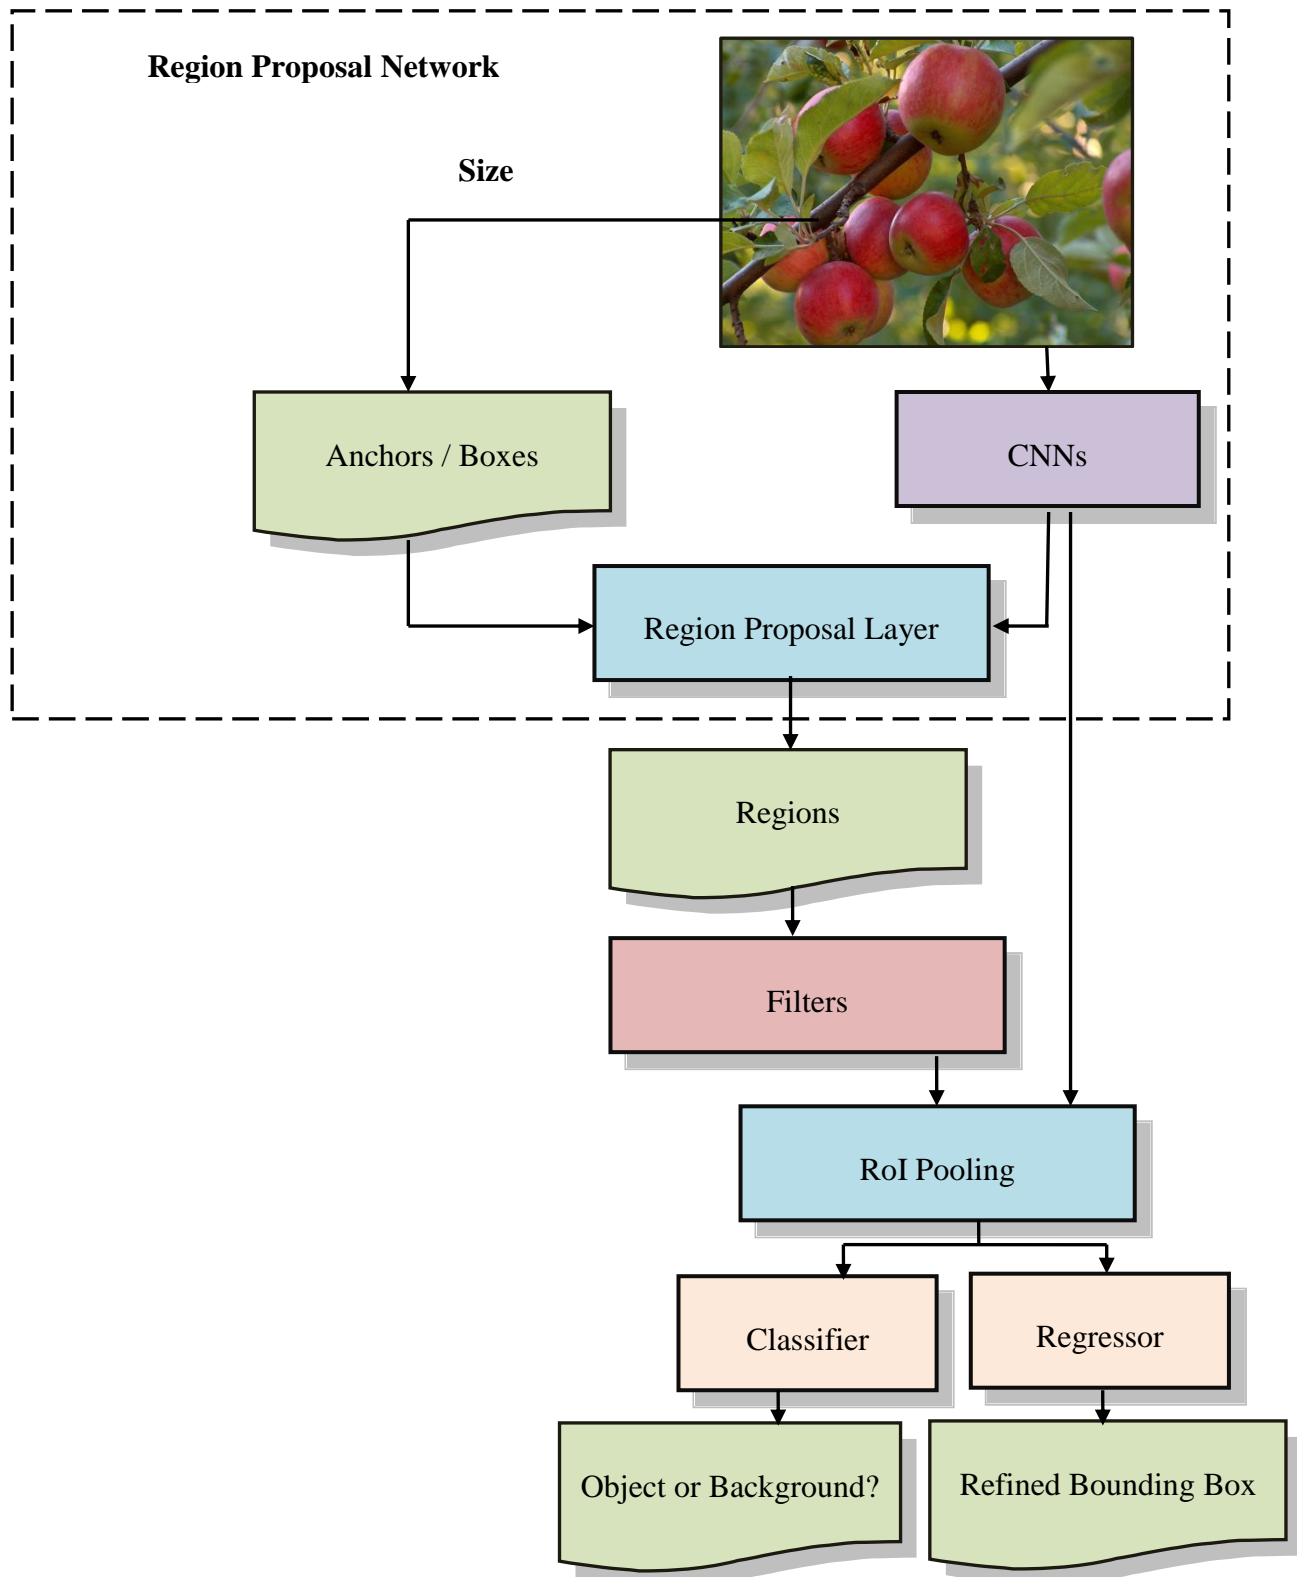 Region Proposal Network
Size
Anchors / Boxes
CNNs
Region Proposal Layer
Regions
Filters
RoI Pooling
Classifier
Regressor
Object or Background?
Refined Bounding Box